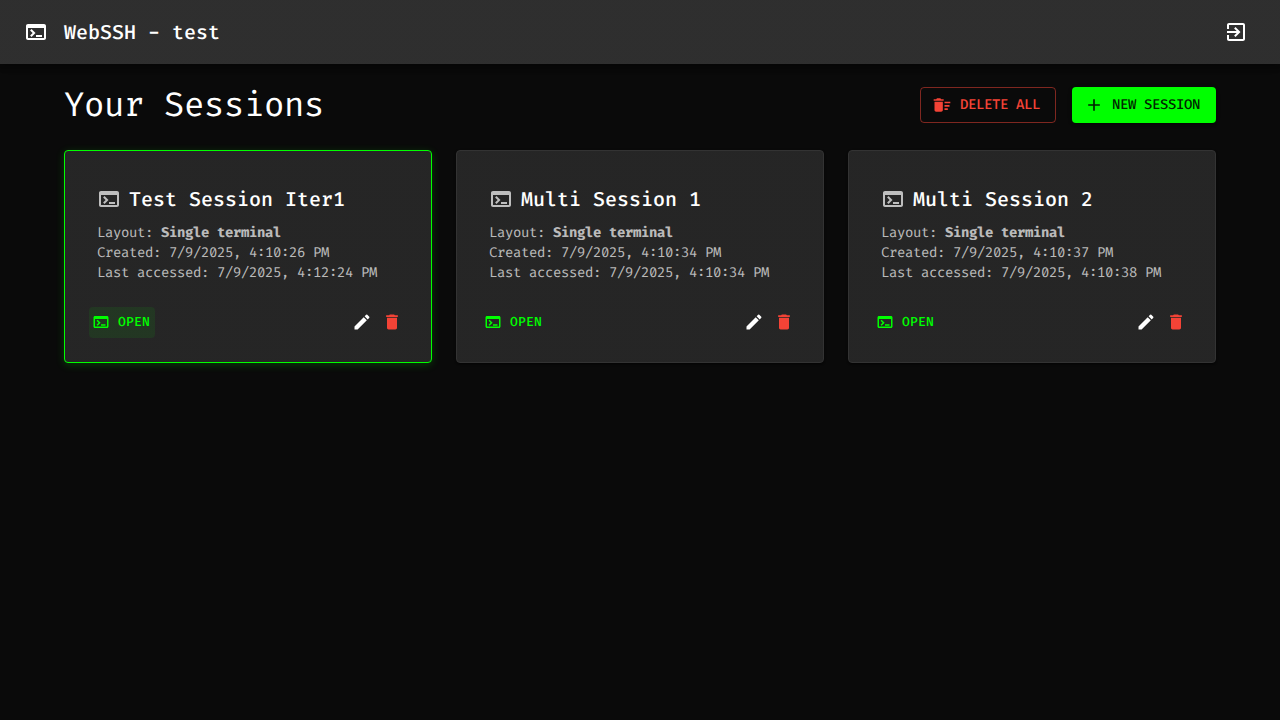 WebSSH - test
Your Sessions
DELETE ALL
NEW SESSION
Test Session Iter1
Layout: Single terminal
Created: 7/9/2025, 4:10:26 PM
Last accessed: 7/9/2025, 4:12:24 PM
OPEN
Multi Session 1
Layout: Single terminal
Created: 7/9/2025, 4:10:34 PM
Last accessed: 7/9/2025, 4:10:34 PM
OPEN
Multi Session 2
Layout: Single terminal
Created: 7/9/2025, 4:10:37 PM
Last accessed: 7/9/2025, 4:10:38 PM
OPEN